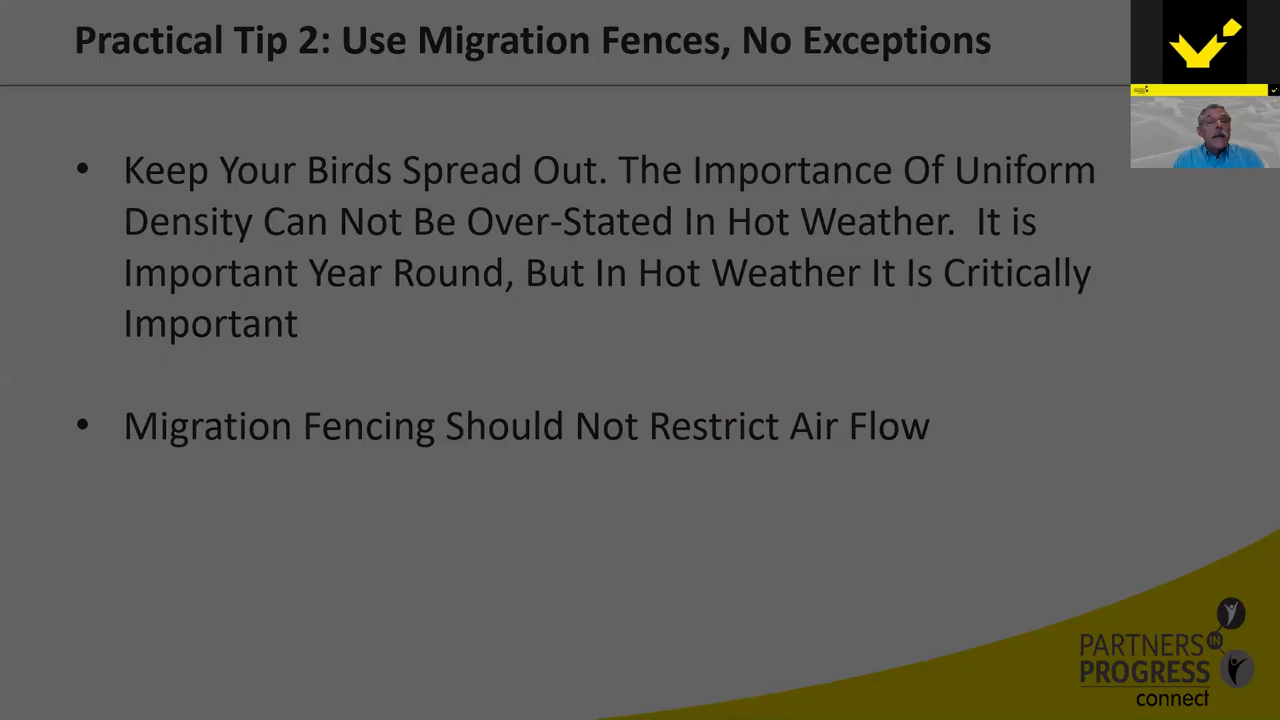 Practical Tip 2: Use Migration Fences, No Exceptions
• Keep Your Birds Spread Out. The Importance Of Uniform
Density Can Not Be Over-Stated In Hot Weather.  It is
Important Year Round, But In Hot Weather It Is Critically
Important
• Migration Fencing Should Not Restrict Air Flow
PARTNERS IN
PROGRESS
connect